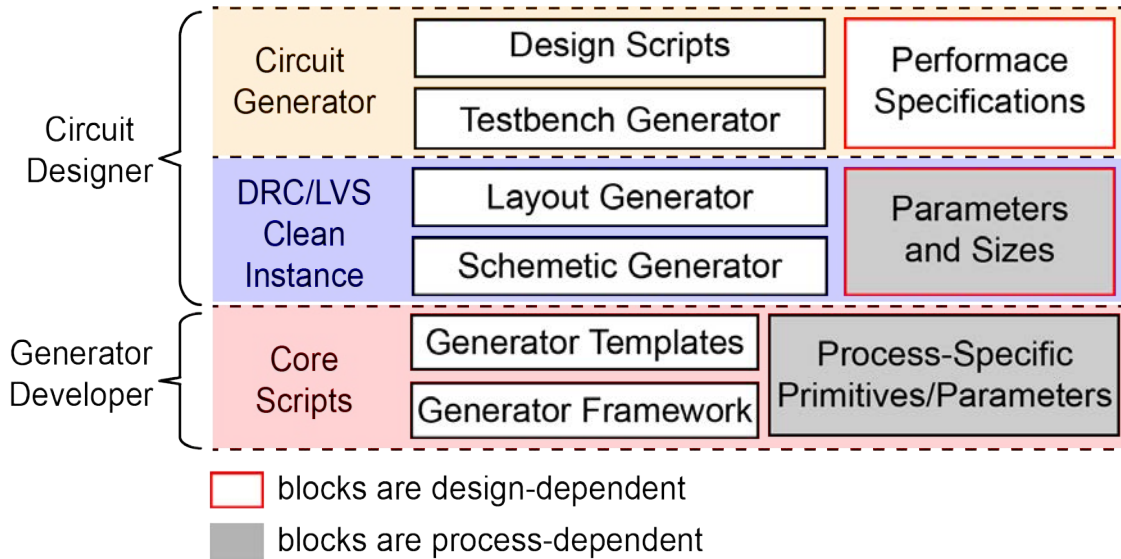 Circuit
Designer
Circuit
Generator
Design Scripts
Testbench Generator
Performace
Specifications
DRC/LVS
Clean
Instance
Layout Generator
Schemetic Generator
Parameters
and Sizes
Generator
Developer
Core
Scripts
Generator Templates
Generator Framework
Process-Specific
Primitives/Parameters
blocks are design-dependent
blocks are process-dependent